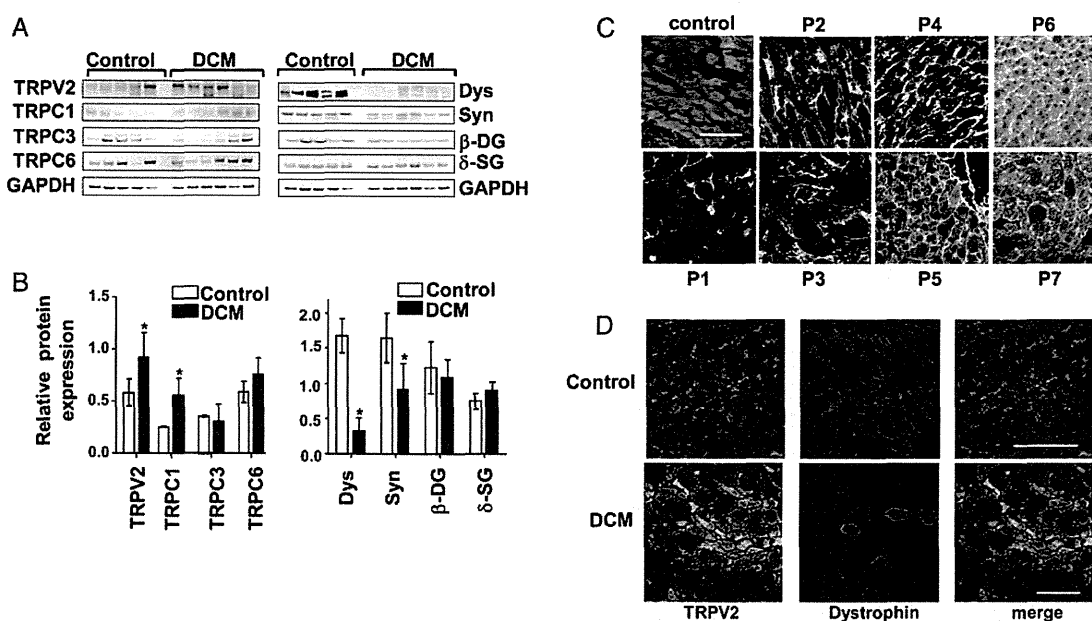 A
Control DCM
TRPV2
TRPC1
TRPC3
TRPC6
GAPDH
Control DCM
Dys
Syn
β-DG
δ-SG
GAPDH
B
Relative protein
expression
1.5
1.0
0.5
0.0
Control
DCM
* *
TRPV2 TRPC1 TRPC3 TRPC6
2.0
1.5
1.0
0.5
0.0
Control
DCM
* *
Dys Syn β-DG δ-SG
C
control P2 P4 P6
P1 P3 P5 P7
D
Control
DCM
TRPV2 Dystrophin merge